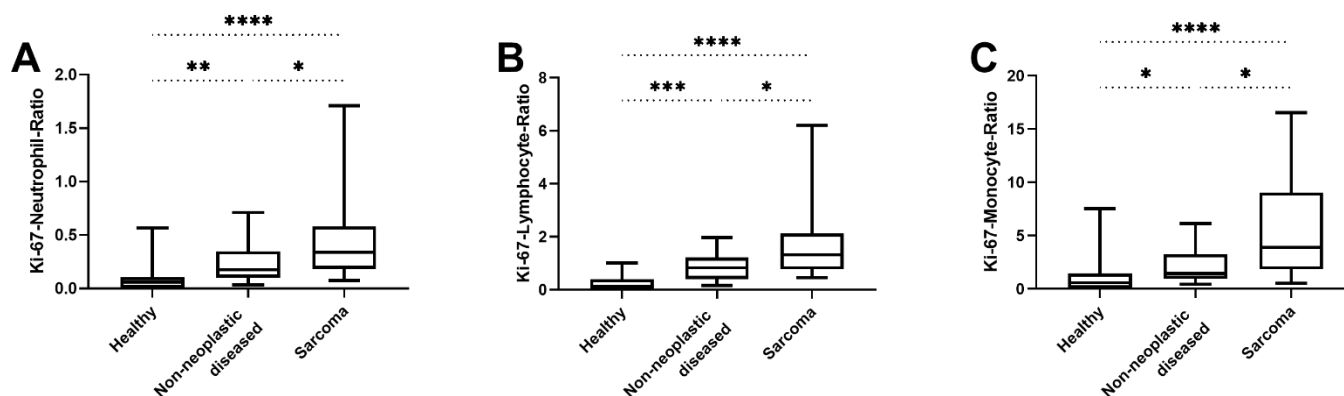 A
****
**
*
Ki-67-Neutrophil-Ratio
2.0
1.5
1.0
0.5
0.0
Healthy
Non-neoplastic
diseased
Sarcoma
B
****
***
*
Ki-67-Lymphocyte-Ratio
8
6
4
2
0
Healthy
Non-neoplastic
diseased
Sarcoma
C
****
*
*
Ki-67-Monocyte-Ratio
20
15
10
5
0
Healthy
Non-neoplastic
diseased
Sarcoma